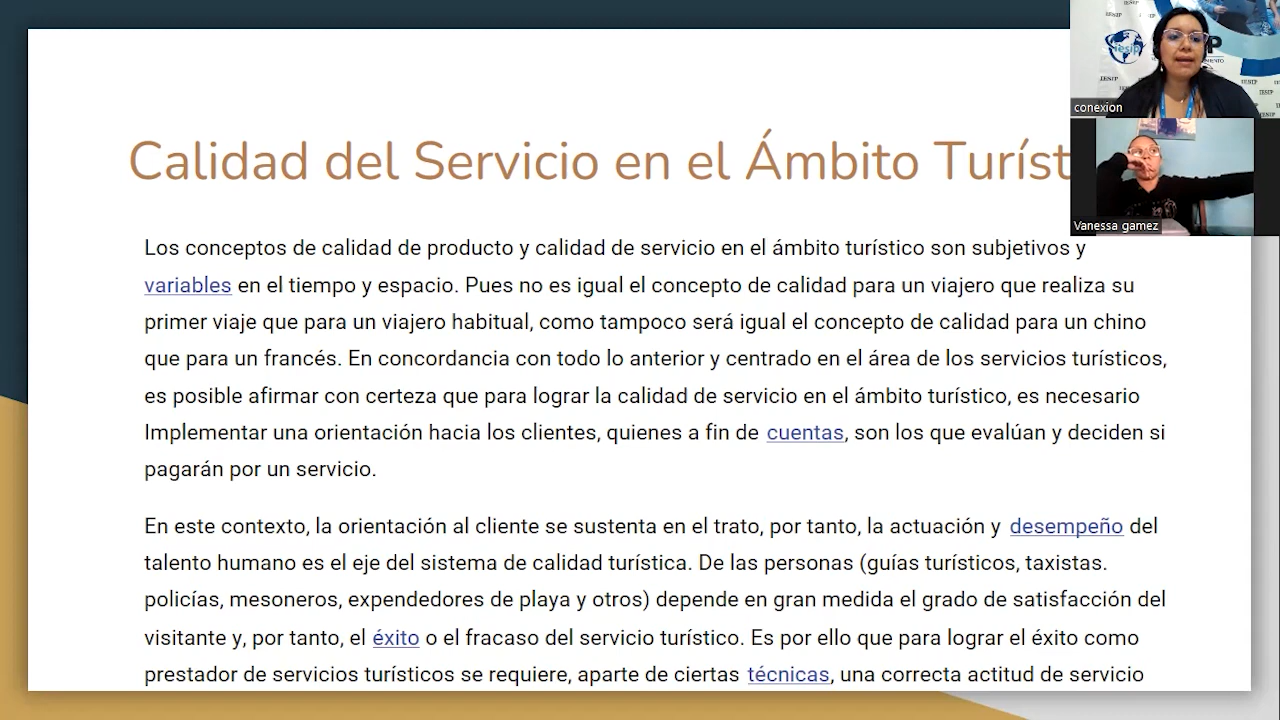 Calidad del Servicio en el Ámbito Turíst
Los conceptos de calidad de producto y calidad de servicio en el ámbito turístico son subjetivos y
variables en el tiempo y espacio. Pues no es igual el concepto de calidad para un viajero que realiza su
primer viaje que para un viajero habitual, como tampoco será igual el concepto de calidad para un chino
que para un francés. En concordancia con todo lo anterior y centrado en el área de los servicios turísticos,
es posible afirmar con certeza que para lograr la calidad de servicio en el ámbito turístico, es necesario
Implementar una orientación hacia los clientes, quienes a fin de cuentas, son los que evalúan y deciden si
pagarán por un servicio.
En este contexto, la orientación al cliente se sustenta en el trato, por tanto, la actuación y desempeño del
talento humano es el eje del sistema de calidad turística. De las personas (guías turísticos, taxistas.
policías, mesoneros, expendedores de playa y otros) depende en gran medida el grado de satisfacción del
visitante y, por tanto, el éxito o el fracaso del servicio turístico. Es por ello que para lograr el éxito como
prestador de servicios turísticos se requiere, aparte de ciertas técnicas, una correcta actitud de servicio
IESIP
iesip
IESIP
IESIP
IESIP
conexion
Vanessa gamez